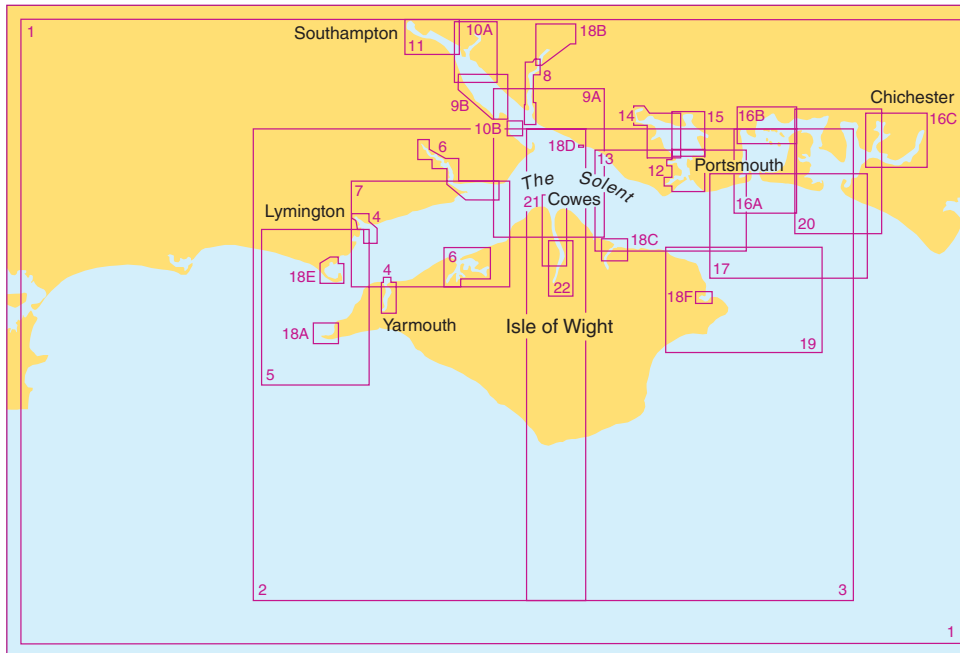 1
Southampton
10A
18B
11
8
9B
9A
Chichester
14
15
16B
16C
10B
18D
13
6
12
Portsmouth
The Solent
7
21
Cowes
16A
Lymington
4
20
18C
18E
4
6
17
22
18F
Yarmouth
18A
Isle of Wight
19
5
2
3
1